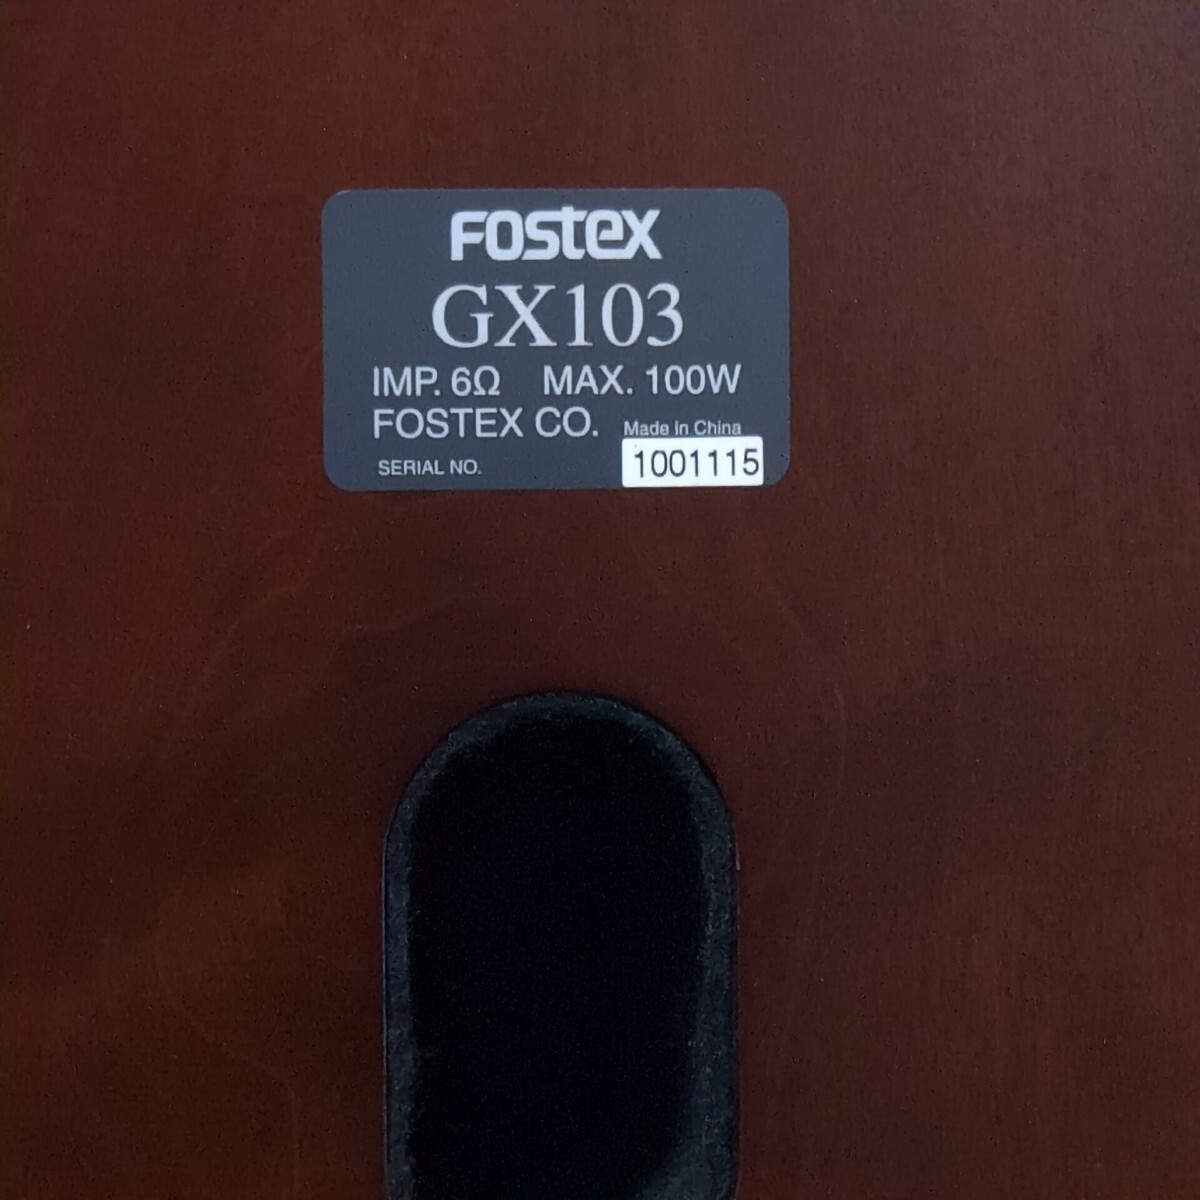 FOSTEX
GX103
IMP. 6Ω MAX. 100W
FOSTEX CO. Made in China
SERIAL NO. 1001115